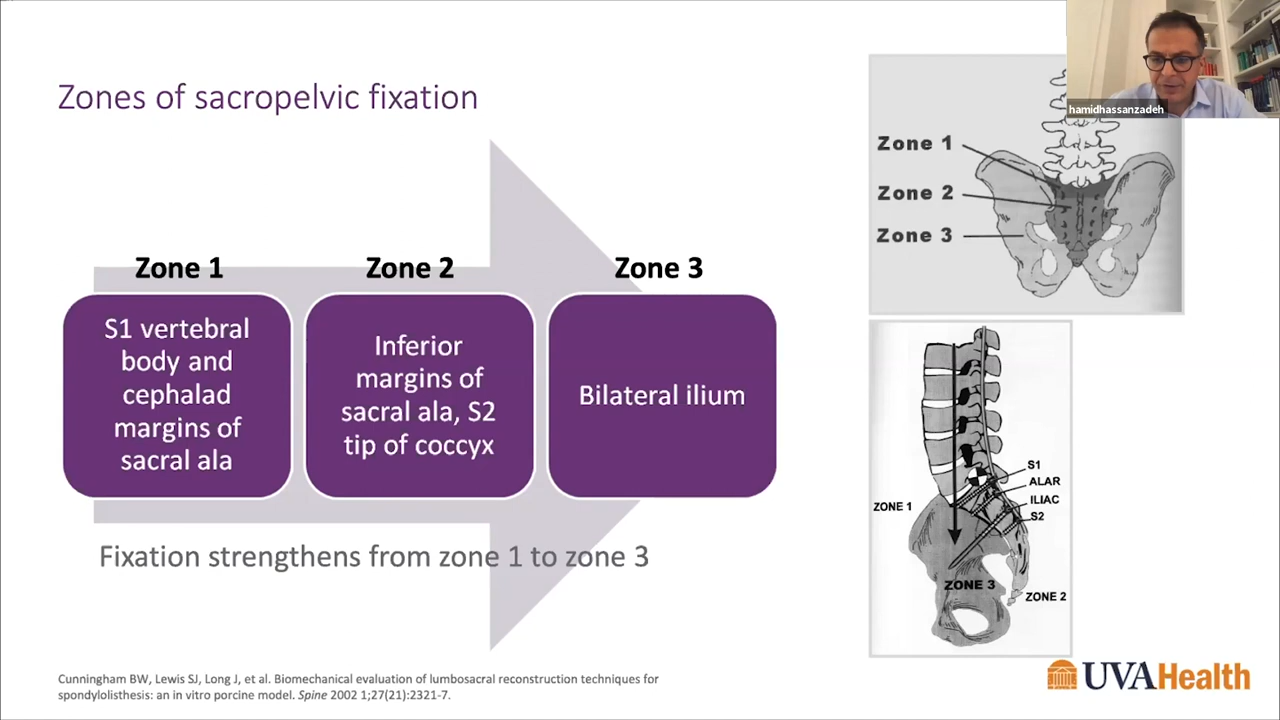 Zones of sacropelvic fixation
Zone 1
Zone 2
Zone 3
S1 vertebral
body and
cephalad
margins of
sacral ala
Inferior
margins of
sacral ala, S2
tip of coccyx
Bilateral ilium
Fixation strengthens from zone 1 to zone 3
Cunningham BW, Lewis SJ, Long J, et al. Biomechanical evaluation of lumbosacral reconstruction techniques for
spondylolisthesis: an in vitro porcine model. Spine 2002 1;27(21):2321-7.
hamidhassanzadeh
Zone 1
Zone 2
Zone 3
S1
ALAR
ILIAC
S2
ZONE 1
ZONE 3
ZONE 2
UVAHealth